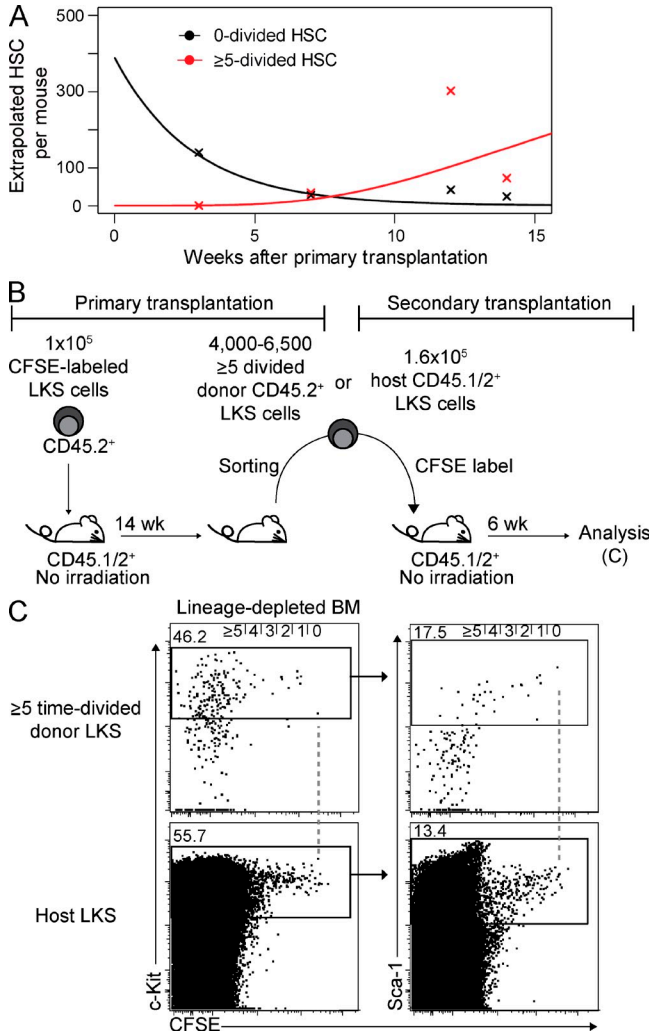 A
500
300
100
0
Extrapolated HSC
per mouse
0-divided HSC
≥5-divided HSC
0 5 10 15
Weeks after primary transplantation
B
Primary transplantation
Secondary transplantation
1x10⁵
CFSE-labeled
LKS cells
CD45.2⁺
4,000-6,500
≥5 divided
donor CD45.2⁺
LKS cells
or
1.6x10⁵
host CD45.1/2⁺
LKS cells
Sorting
CFSE label
14 wk
6 wk
Analysis
(C)
CD45.1/2⁺
No irradiation
CD45.1/2⁺
No irradiation
C
Lineage-depleted BM
46.2
≥5|4|3|2|1|0
17.5
≥5|4|3|2|1|0
≥5 time-divided
donor LKS
55.7
13.4
Host LKS
c-Kit
Sca-1
CFSE